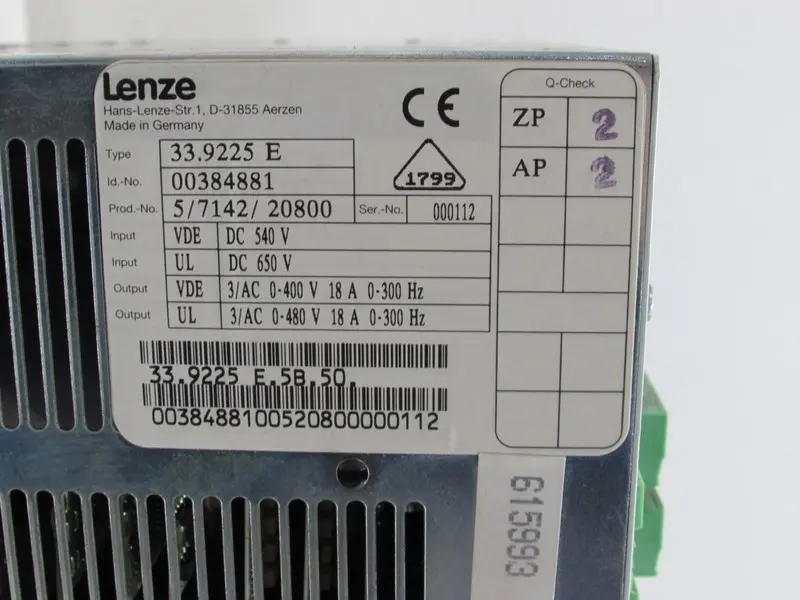 Lenze
Hans-Lenze-Str.1, D-31855 Aerzen
Made in Germany
CE
1799
Type 33.9225 E
Id.-No. 00384881
Prod.-No. 5/7142/ 20800 Ser.-No. 000112
Input VDE DC 540 V
Input UL DC 650 V
Output VDE 3/AC 0-400 V 18 A 0-300 Hz
Output UL 3/AC 0-480 V 18 A 0-300 Hz
33.9225 E.5B.50.
00384881005208000000112
Q-Check
ZP 2
AP 2
615993